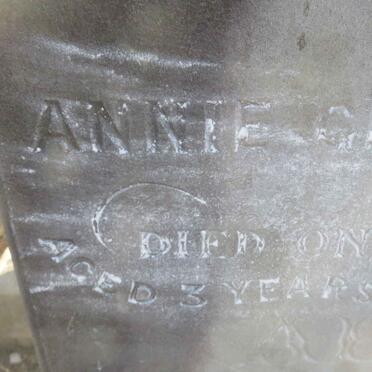 ANNIE
DIED ON
AGED 3 YEARS